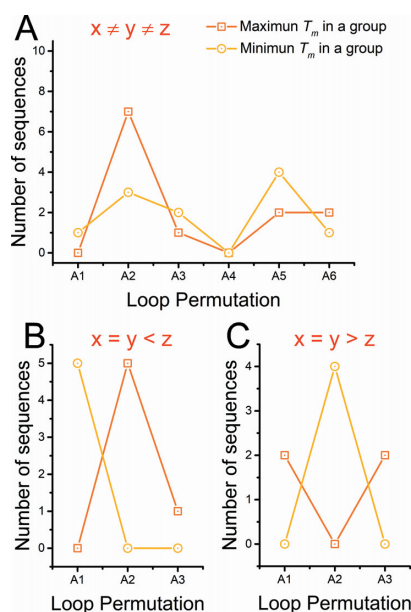 A
x ≠ y ≠ z
Maximun Tm in a group
Minimun Tm in a group
Number of sequences
10
8
6
4
2
0
A1 A2 A3 A4 A5 A6
Loop Permutation
B
x = y < z
Number of sequences
5
4
3
2
1
0
A1 A2 A3
Loop Permutation
C
x = y > z
Number of sequences
4
3
2
1
0
A1 A2 A3
Loop Permutation